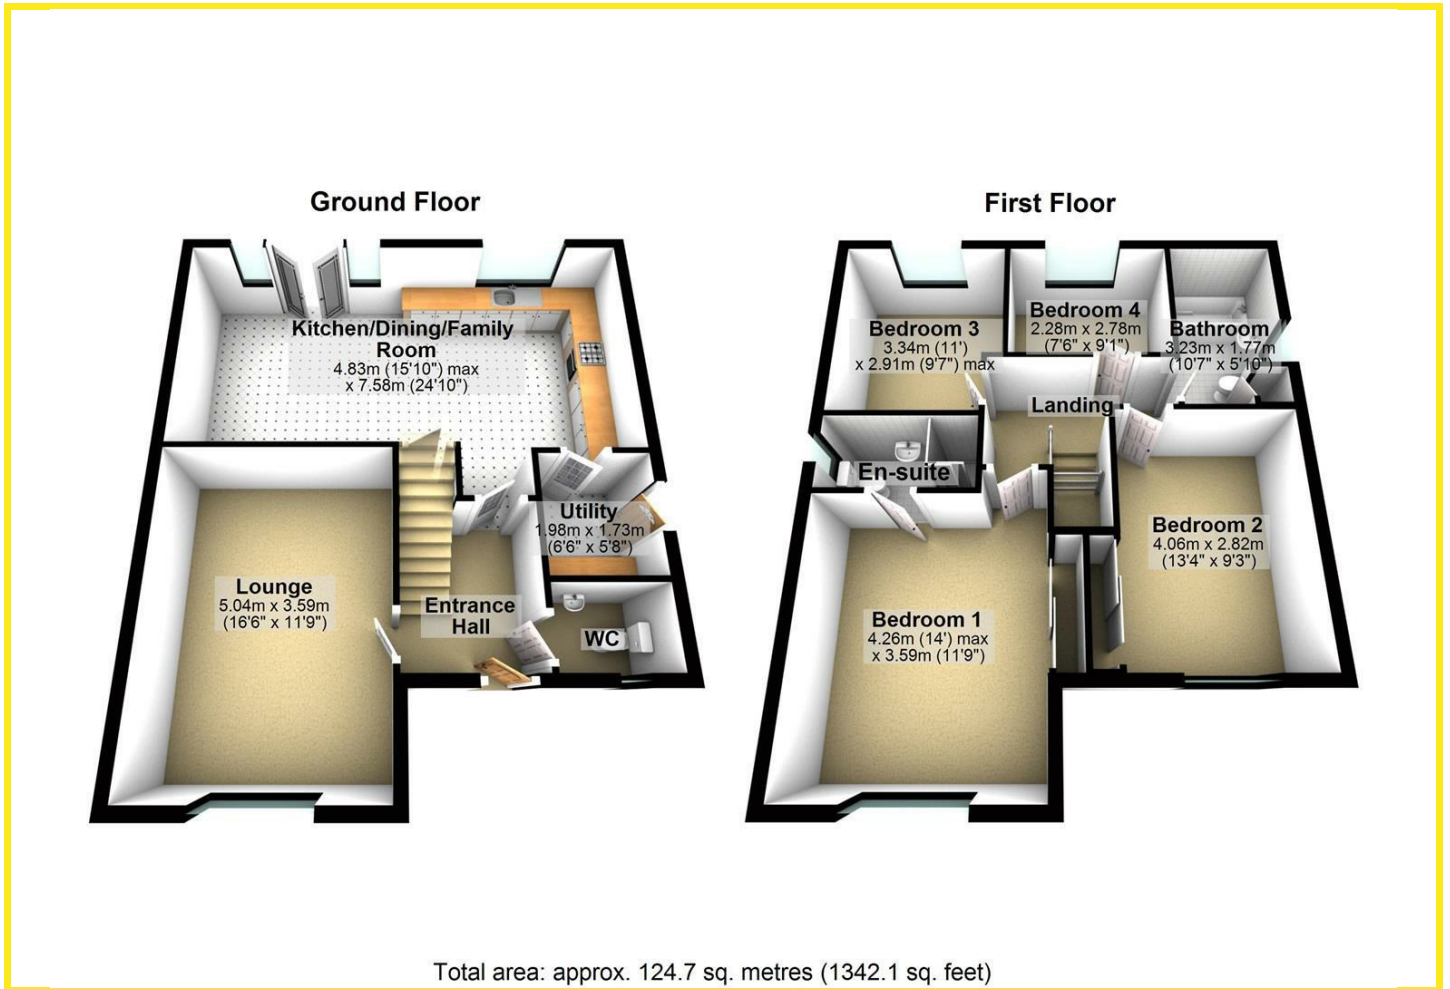 Ground Floor
Kitchen/Dining/Family
Room
4.83m (15'10") max
x 7.58m (24'10")
Utility
1.98m x 1.73m
(6'6" x 5'8")
Lounge
5.04m x 3.59m
(16'6" x 11'9")
Entrance
Hall
WC
First Floor
Bedroom 3
3.34m (11')
x 2.91m (9'7") max
Bedroom 4
2.28m x 2.78m
(7'6" x 9'1")
Bathroom
3.23m x 1.77m
(10'7" x 5'10")
Landing
En-suite
Bedroom 2
4.06m x 2.82m
(13'4" x 9'3")
Bedroom 1
4.26m (14') max
x 3.59m (11'9")
Total area: approx. 124.7 sq. metres (1342.1 sq. feet)